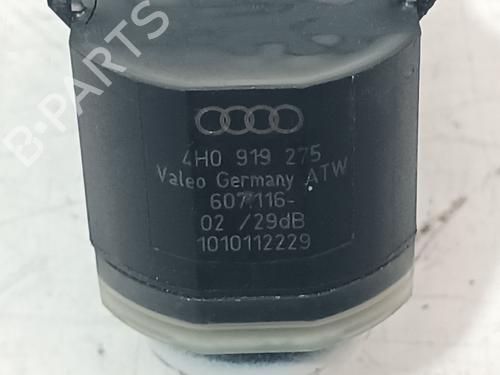 B-PARTS
4H0 919 275
Valeo Germany ATW
607116-
02 /29dB
1010112229